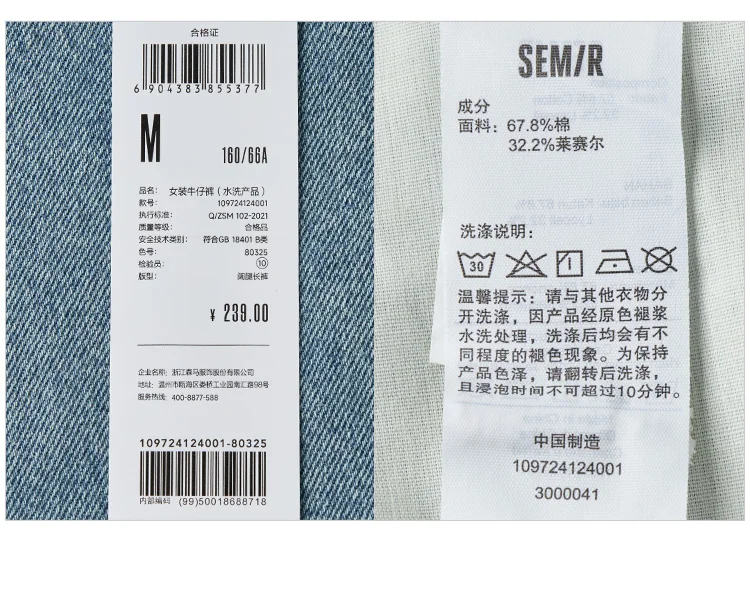 合格证
6 904383 855377
M
160/66A
品名： 女装牛仔裤（水洗产品）
款号： 109724124001
执行标准： Q/ZSM 102-2021
质量等级： 合格品
安全技术类别： 符合GB 18401 B类
色号： 80325
检验员： 10
版型： 阔腿长裤
¥ 239.00
企业名称：浙江森马服饰股份有限公司
地址：温州市瓯海区娄桥工业园南汇路98号
服务热线：400-8877-588
109724124001-80325
内部编码 (99)50018688718
SEM/R
成分
面料：67.8%棉
32.2%莱赛尔
洗涤说明：
30
温馨提示：请与其他衣物分
开洗涤，因产品经原色褪浆
水洗处理，洗涤后均会有不
同程度的褪色现象。为保持
产品色泽，请翻转后洗涤，
且浸泡时间不可超过10分钟。
中国制造
109724124001
3000041